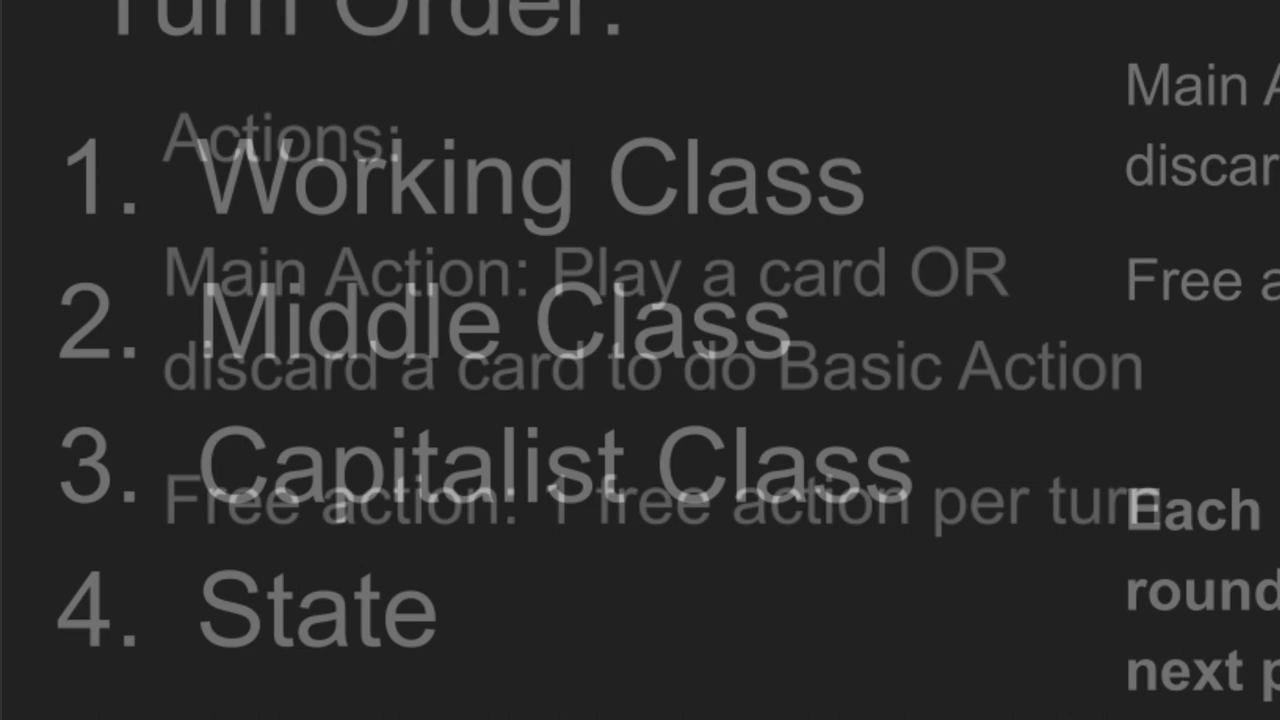 Turn Order:
1. Working Class
2. Middle Class
3. Capitalist Class
4. State
Actions:
Main Action: Play a card OR
discard a card to do Basic Action
Free action: 1 free action per turn
Main A
discar
Free a
Each
round
next p